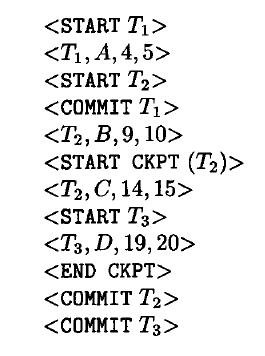 <START T₁>
<T₁, A, 4, 5>
<START T₂>
<COMMIT T₁>
<T₂, B, 9, 10>
<START CKPT (T₂)>
<T₂, C, 14, 15>
<START T₃>
<T₃, D, 19, 20>
<END CKPT>
<COMMIT T₂>
<COMMIT T₃>